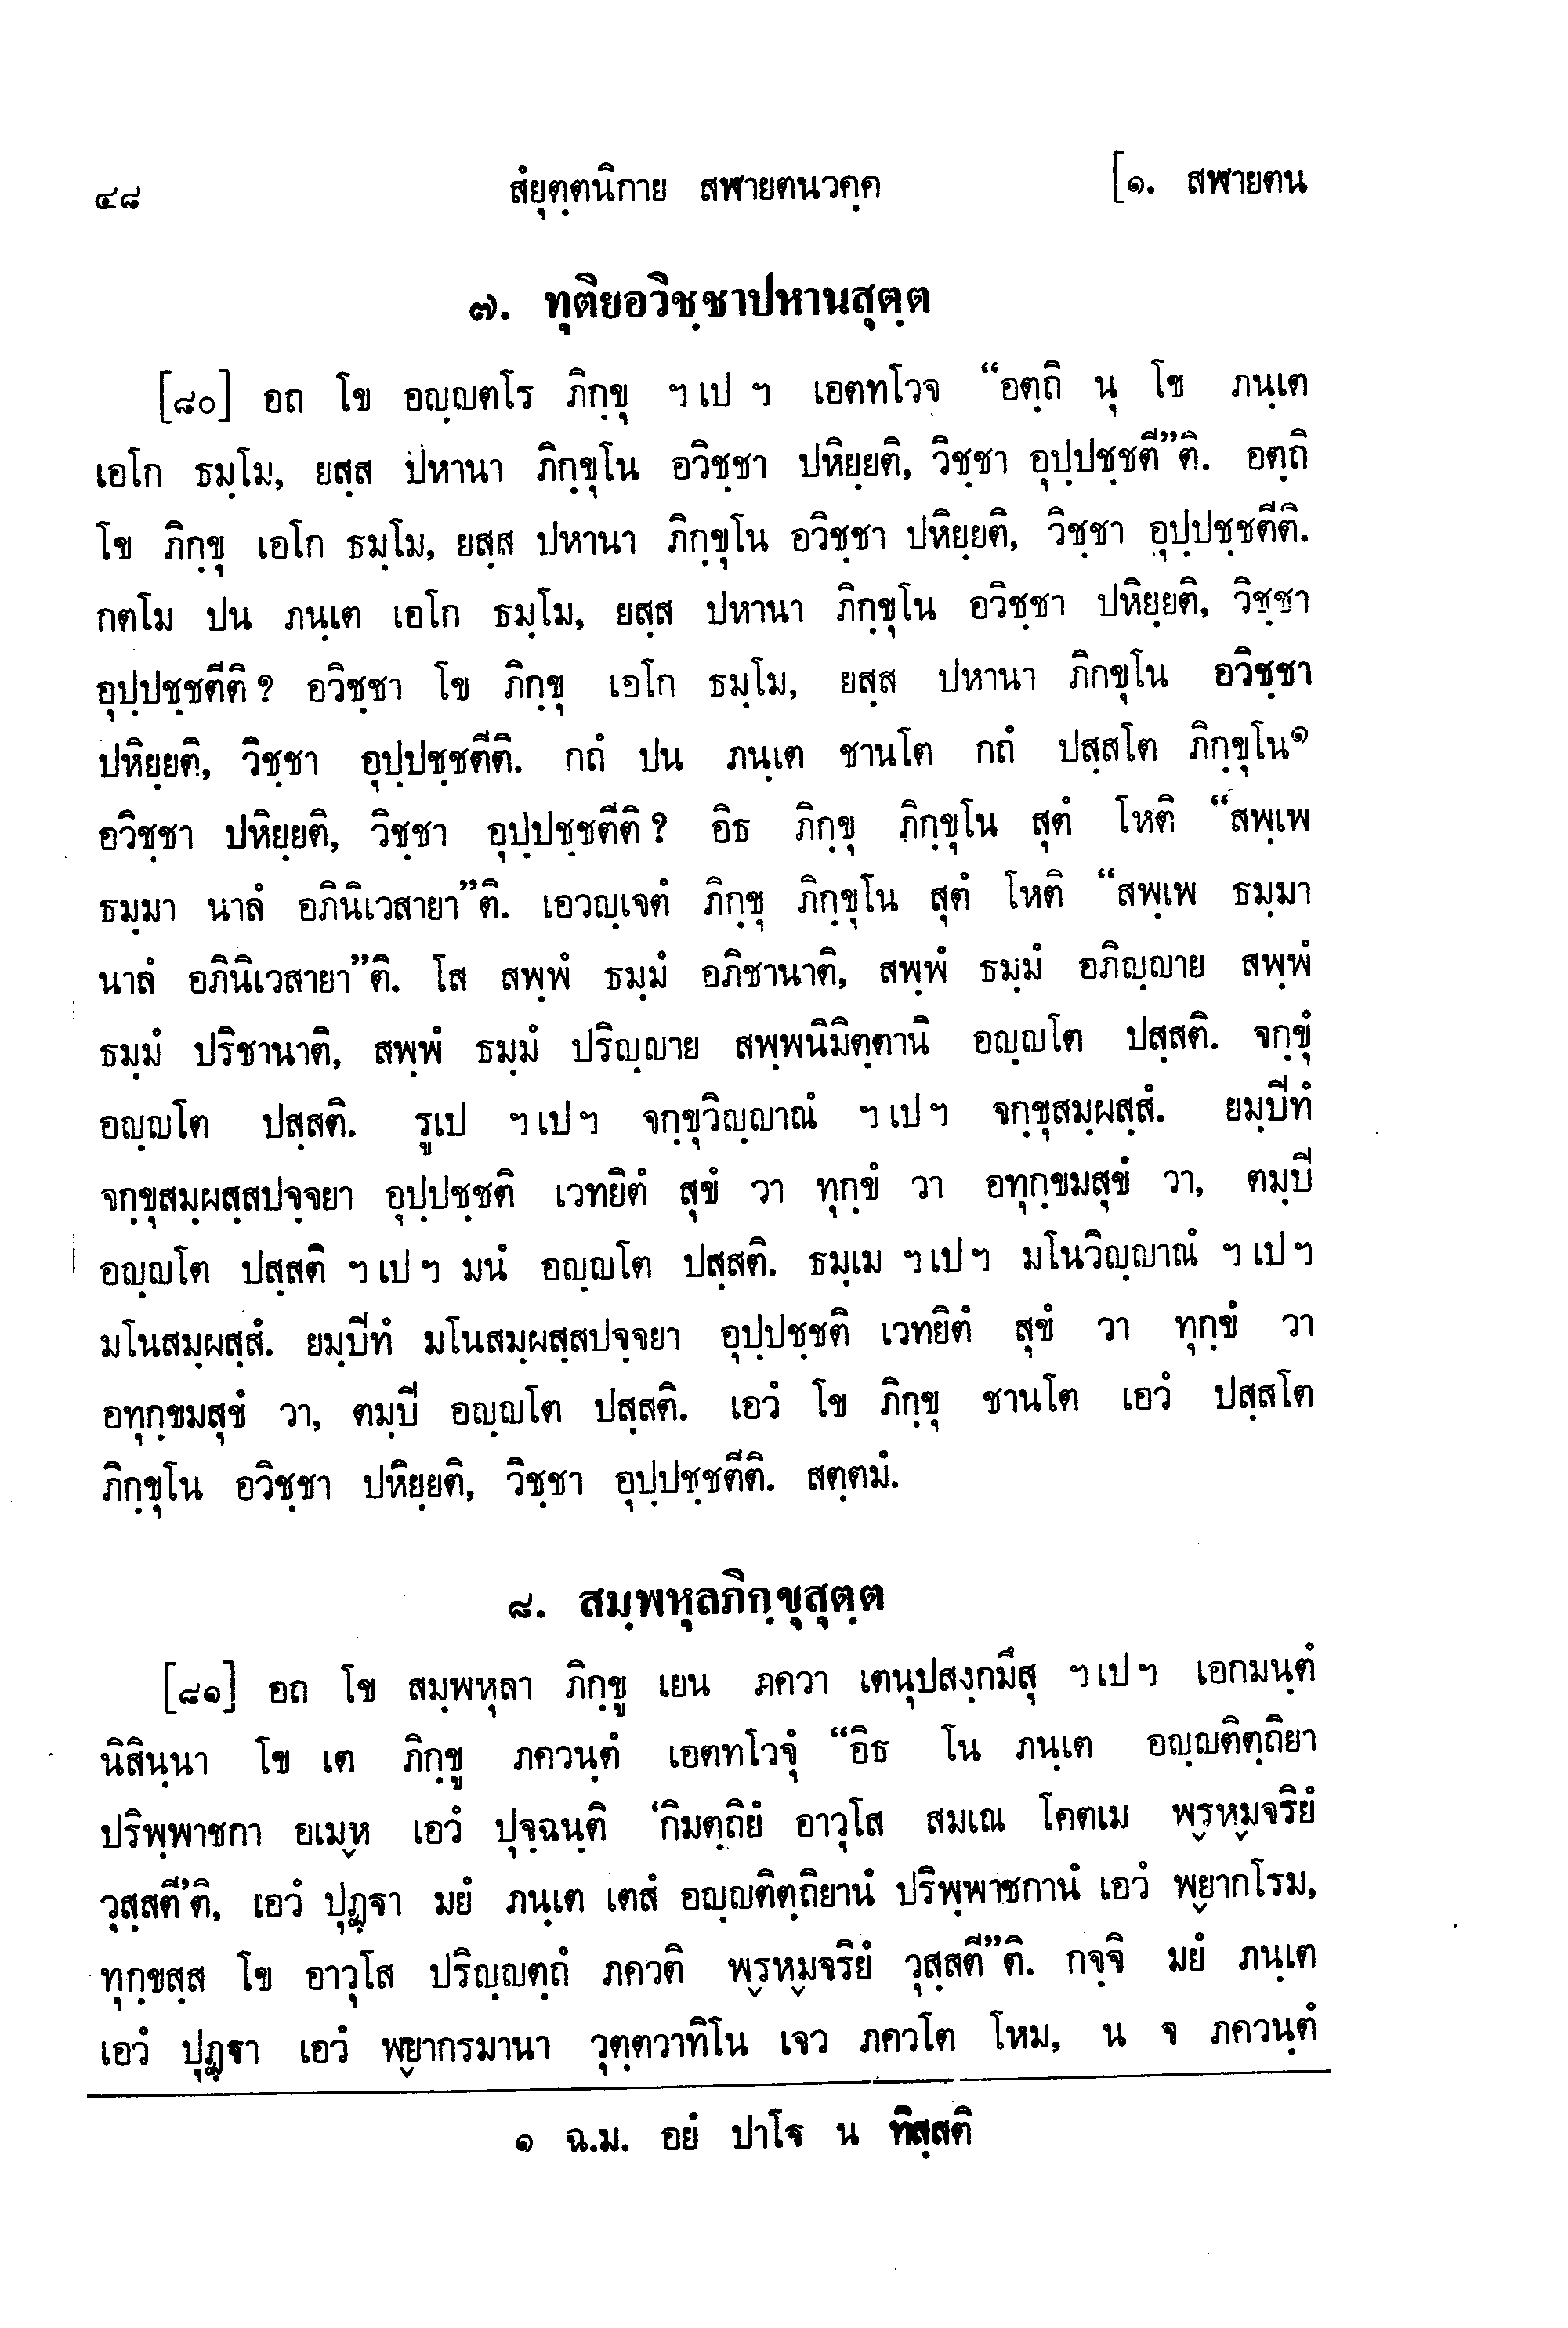 ๔๘ สํยุตฺตนิกาย สฬายตนวคฺค [๑. สฬายตน
๗. ทุติยอวิชฺชาปหานสุตฺต
[๘๐] อถ โข อญฺญตโร ภิกฺขุ ฯเปฯ เอตทโวจ “อตฺถิ นุ โข ภนฺเต
เอโก ธมฺโม, ยสฺส ปหานา ภิกฺขุโน อวิชฺชา ปหิยฺยติ, วิชฺชา อุปฺปชฺชตี”ติ. อตฺถิ
โข ภิกฺขุ เอโก ธมฺโม, ยสฺส ปหานา ภิกฺขุโน อวิชฺชา ปหิยฺยติ, วิชฺชา อุปฺปชฺชตีติ.
กตโม ปน ภนฺเต เอโก ธมฺโม, ยสฺส ปหานา ภิกฺขุโน อวิชฺชา ปหิยฺยติ, วิชฺชา
อุปฺปชฺชตีติ? อวิชฺชา โข ภิกฺขุ เอโก ธมฺโม, ยสฺส ปหานา ภิกขุโน อวิชฺชา
ปหิยฺยติ, วิชฺชา อุปฺปชฺชตีติ. กถํ ปน ภนฺเต ชานโต กถํ ปสฺสโต ภิกฺขุโน๑
อวิชฺชา ปหิยฺยติ, วิชฺชา อุปฺปชฺชตีติ? อิธ ภิกฺขุ ภิกฺขุโน สุตํ โหติ “สพฺเพ
ธมฺมา นาลํ อภินิเวสายา”ติ. เอวญฺเจตํ ภิกฺขุ ภิกฺขุโน สุตํ โหติ “สพฺเพ ธมฺมา
นาลํ อภินิเวสายา”ติ. โส สพฺพํ ธมฺมํ อภิชานาติ, สพฺพํ ธมฺมํ อภิญฺญาย สพฺพํ
ธมฺมํ ปริชานาติ, สพฺพํ ธมฺมํ ปริญฺญาย สพฺพนิมิตฺตานิ อญฺญโต ปสฺสติ. จกฺขุํ
อญฺญโต ปสฺสติ. รูเป ฯเปฯ จกฺขุวิญฺญาณํ ฯเปฯ จกฺขุสมฺผสฺสํ. ยมฺปีทํ
จกฺขุสมฺผสฺสปจฺจยา อุปฺปชฺชติ เวทยิตํ สุขํ วา ทุกฺขํ วา อทุกฺขมสุขํ วา, ตมฺปี
อญฺญโต ปสฺสติ ฯเปฯ มนํ อญฺญโต ปสฺสติ. ธมฺเม ฯเปฯ มโนวิญฺญาณํ ฯเปฯ
มโนสมฺผสฺสํ. ยมฺปีทํ มโนสมฺผสฺสปจฺจยา อุปฺปชฺชติ เวทยิตํ สุขํ วา ทุกฺขํ วา
อทุกฺขมสุขํ วา, ตมฺปี อญฺญโต ปสฺสติ. เอวํ โข ภิกฺขุ ชานโต เอวํ ปสฺสโต
ภิกฺขุโน อวิชฺชา ปหิยฺยติ, วิชฺชา อุปฺปชฺชตีติ. สตฺตมํ.
๘. สมฺพหุลภิกฺขุสุตฺต
[๘๑] อถ โข สมฺพหุลา ภิกฺขู เยน ภควา เตนุปสงฺกมึสุ ฯเปฯ เอกมนฺตํ
นิสินฺนา โข เต ภิกฺขู ภควนฺตํ เอตทโวจุํ “อิธ โน ภนฺเต อญฺญติตฺถิยา
ปริพฺพาชกา อเมฺห เอวํ ปุจฺฉนฺติ ‘กิมตฺถิยํ อาวุโส สมเณ โคตเม พฺรหฺมจริยํ
วุสฺสตี’ติ, เอวํ ปุฏฺฐา มยํ ภนฺเต เตสํ อญฺญติตฺถิยานํ ปริพฺพาชกานํ เอวํ พฺยากโรม,
ทุกฺขสฺส โข อาวุโส ปริญฺญตฺถํ ภควติ พฺรหฺมจริยํ วุสฺสตี”ติ. กจฺจิ มยํ ภนฺเต
เอวํ ปุฏฺฐา เอวํ พฺยากรมานา วุตฺตวาทิโน เจว ภควโต โหม, น จ ภควนฺตํ
๑ ฉ.ม. อยํ ปาโฐ น ทิสฺสติ